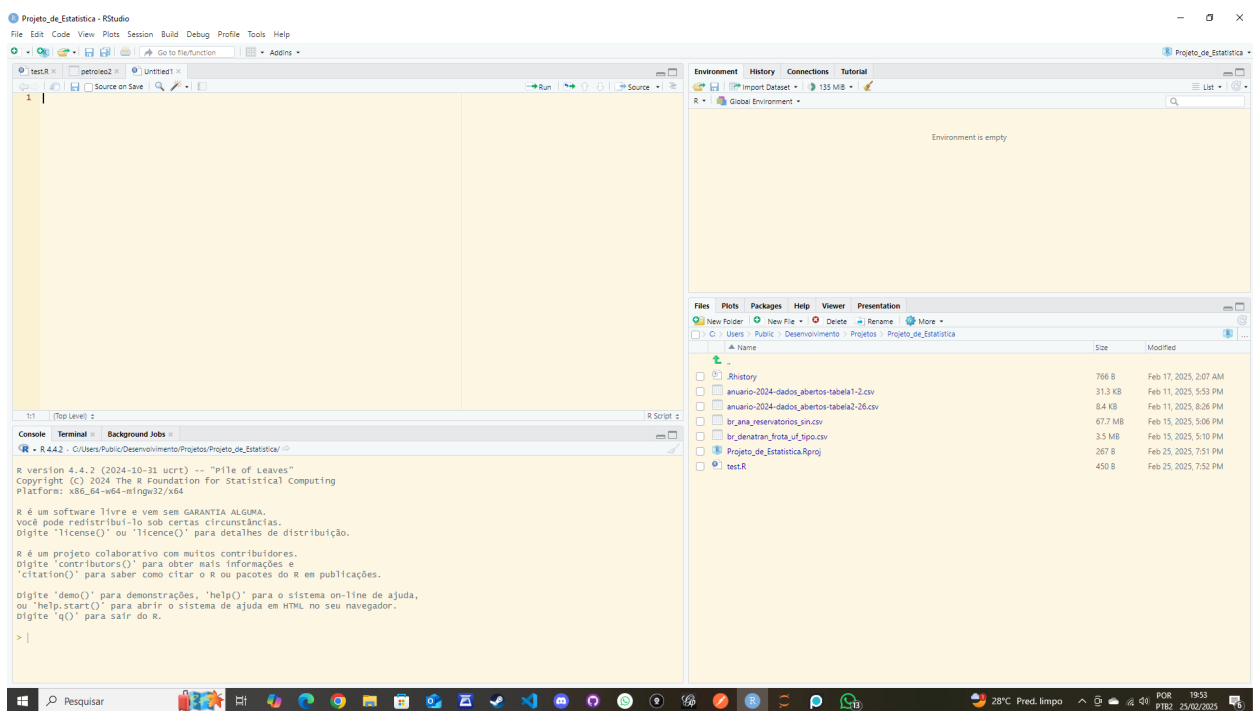 Projeto_de_Estatistica - RStudio
File Edit Code View Plots Session Build Debug Profile Tools Help
Go to file/function Addins Projeto_de_Estatistica
test.R petroleo2 Untitled1
Source on Save Run Source
1
1:1 (Top Level) R Script
Console Terminal Background Jobs
R 4.4.2 · C:/Users/Public/Desenvolvimento/Projetos/Projeto_de_Estatistica/
R version 4.4.2 (2024-10-31 ucrt) -- "Pile of Leaves"
Copyright (C) 2024 The R Foundation for Statistical Computing
Platform: x86_64-w64-mingw32/x64
R é um software livre e vem sem GARANTIA ALGUMA.
Você pode redistribuí-lo sob certas circunstâncias.
Digite 'license()' ou 'licence()' para detalhes de distribuição.
R é um projeto colaborativo com muitos contribuidores.
Digite 'contributors()' para obter mais informações e
'citation()' para saber como citar o R ou pacotes do R em publicações.
Digite 'demo()' para demonstrações, 'help()' para o sistema on-line de ajuda,
ou 'help.start()' para abrir o sistema de ajuda em HTML no seu navegador.
Digite 'q()' para sair do R.
>
Environment History Connections Tutorial
Import Dataset 135 MiB List
R Global Environment
Environment is empty
Files Plots Packages Help Viewer Presentation
New Folder New File Delete Rename More
C: Users Public Desenvolvimento Projetos Projeto_de_Estatistica ...
Name Size Modified
..
.Rhistory 766 B Feb 17, 2025, 2:07 AM
anuario-2024-dados_abertos-tabela1-2.csv 31.3 KB Feb 11, 2025, 5:53 PM
anuario-2024-dados_abertos-tabela2-26.csv 8.4 KB Feb 11, 2025, 8:26 PM
br_ana_reservatorios_sin.csv 67.7 MB Feb 15, 2025, 5:06 PM
br_denatran_frota_uf_tipo.csv 3.5 MB Feb 15, 2025, 5:10 PM
Projeto_de_Estatistica.Rproj 267 B Feb 25, 2025, 7:51 PM
test.R 450 B Feb 25, 2025, 7:52 PM
Pesquisar 28°C Pred. limpo POR 19:53
PTB2 25/02/2025